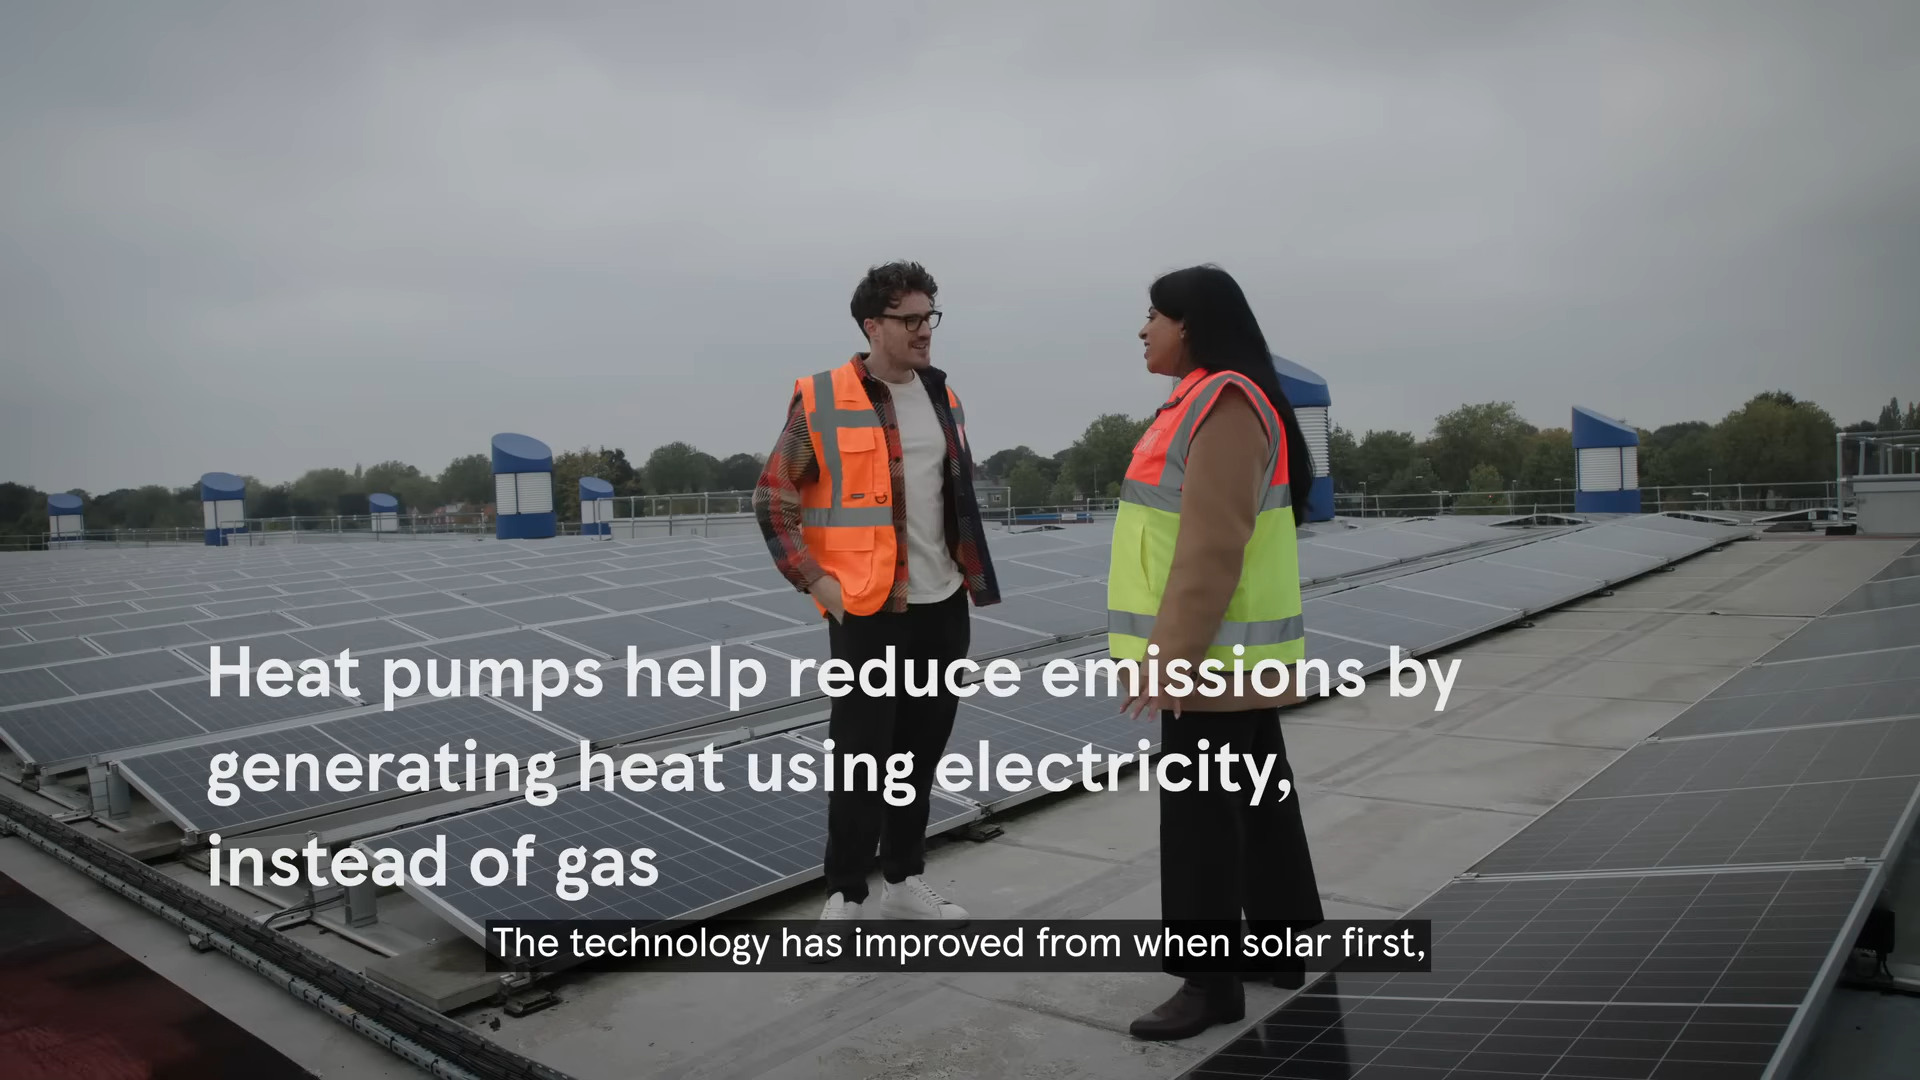 Heat pumps help reduce emissions by
generating heat using electricity,
instead of gas
The technology has improved from when solar first,